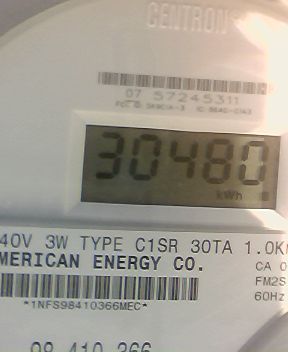 CENTRON
07 57245311
30480
kWh
40V 3W TYPE C1SR 30TA 1.0K
MERICAN ENERGY CO.
CA 0
FM2S
60Hz
*1NFS98410366MEC*
98 410 366